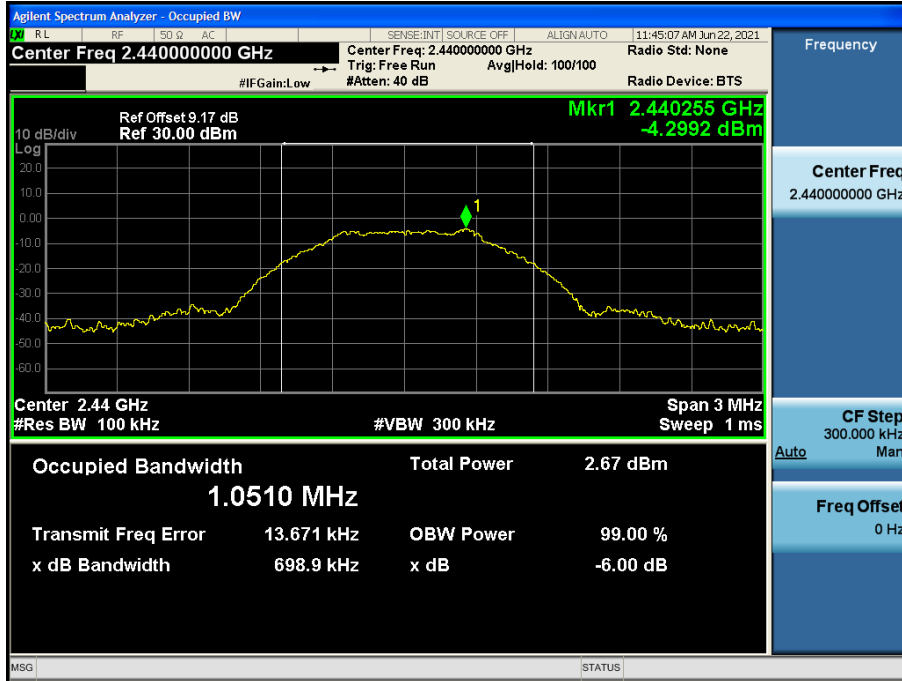 Agilent Spectrum Analyzer - Occupied BW
LXI RL RF 50 Ω AC SENSE:INT SOURCE OFF ALIGN AUTO 11:45:07 AM Jun 22, 2021
Center Freq 2.440000000 GHz
Center Freq: 2.440000000 GHz Radio Std: None
Trig: Free Run Avg|Hold: 100/100
#IFGain:Low #Atten: 40 dB Radio Device: BTS
Ref Offset 9.17 dB
10 dB/div Ref 30.00 dBm
Mkr1 2.440255 GHz
-4.2992 dBm
Log
20.0
10.0
0.00
-10.0
-20.0
-30.0
-40.0
-50.0
-60.0
1
Center 2.44 GHz Span 3 MHz
#Res BW 100 kHz #VBW 300 kHz Sweep 1 ms
Occupied Bandwidth Total Power 2.67 dBm
1.0510 MHz
Transmit Freq Error 13.671 kHz OBW Power 99.00 %
x dB Bandwidth 698.9 kHz x dB -6.00 dB
MSG STATUS
Frequency
Center Freq
2.440000000 GHz
CF Step
300.000 kHz
Auto Man
Freq Offset
0 Hz